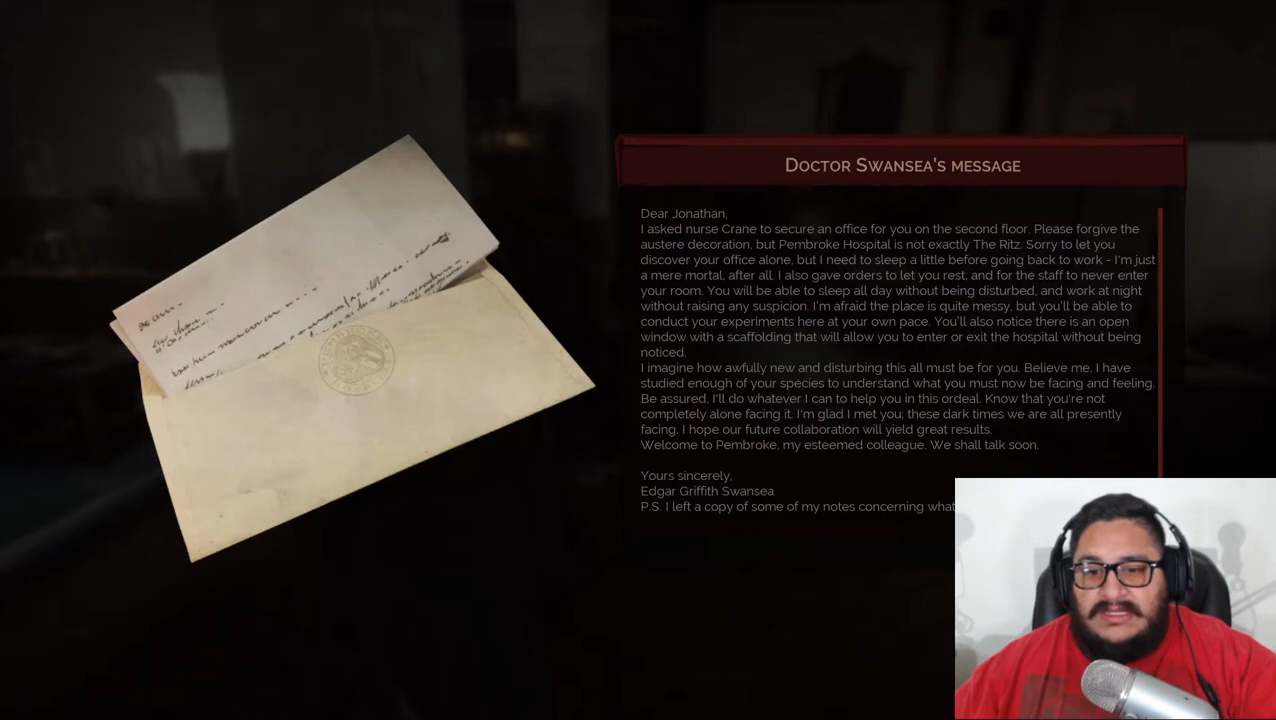 Doctor Swansea's message
Dear Jonathan,
I asked nurse Crane to secure an office for you on the second floor. Please forgive the
austere decoration, but Pembroke Hospital is not exactly The Ritz. Sorry to let you
discover your office alone, but I need to sleep a little before going back to work - I'm just
a mere mortal, after all. I also gave orders to let you rest, and for the staff to never enter
your room. You will be able to sleep all day without being disturbed, and work at night
without raising any suspicion. I'm afraid the place is quite messy, but you'll be able to
conduct your experiments here at your own pace. You'll also notice there is an open
window with a scaffolding that will allow you to enter or exit the hospital without being
noticed.
I imagine how awfully new and disturbing this all must be for you. Believe me, I have
studied enough of your species to understand what you must now be facing and feeling.
Be assured, I'll do whatever I can to help you in this ordeal. Know that you're not
completely alone facing it. I'm glad I met you; these dark times we are all presently
facing. I hope our future collaboration will yield great results.
Welcome to Pembroke, my esteemed colleague. We shall talk soon.
Yours sincerely,
Edgar Griffith Swansea
P.S. I left a copy of some of my notes concerning what